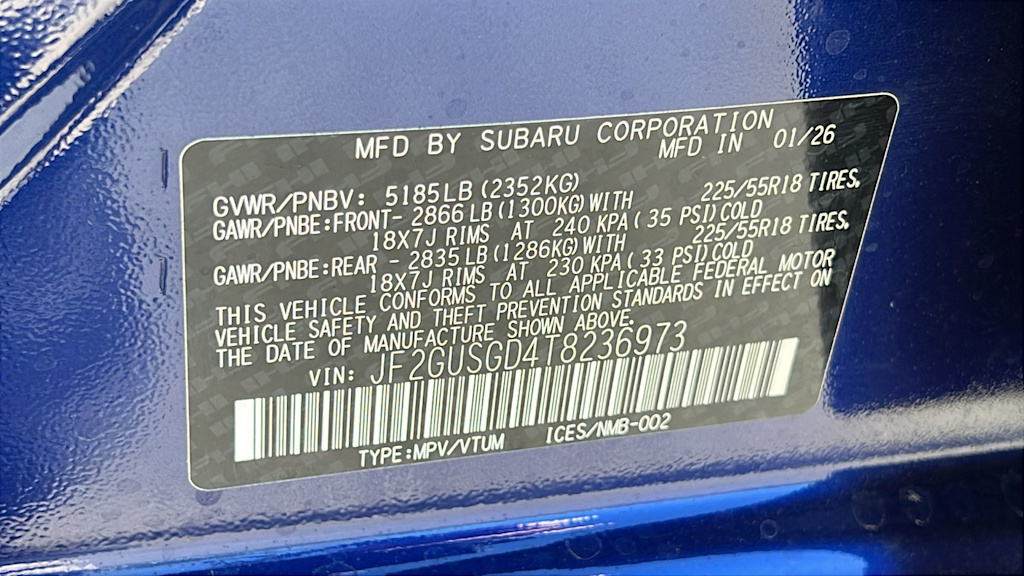 MFD BY SUBARU CORPORATION
MFD IN 01/26
GVWR/PNBV: 5185LB (2352KG)
GAWR/PNBE:FRONT- 2866 LB (1300KG) WITH 225/55R18 TIRES.
18X7J RIMS AT 240 KPA ( 35 PSI) COLD
GAWR/PNBE:REAR - 2835 LB (1286KG) WITH 225/55R18 TIRES.
18X7J RIMS AT 230 KPA ( 33 PSI) COLD
THIS VEHICLE CONFORMS TO ALL APPLICABLE FEDERAL MOTOR
VEHICLE SAFETY AND THEFT PREVENTION STANDARDS IN EFFECT ON
THE DATE OF MANUFACTURE SHOWN ABOVE.
VIN: JF2GUSGD4T8236973
TYPE:MPV/VTUM ICES/NMB-002